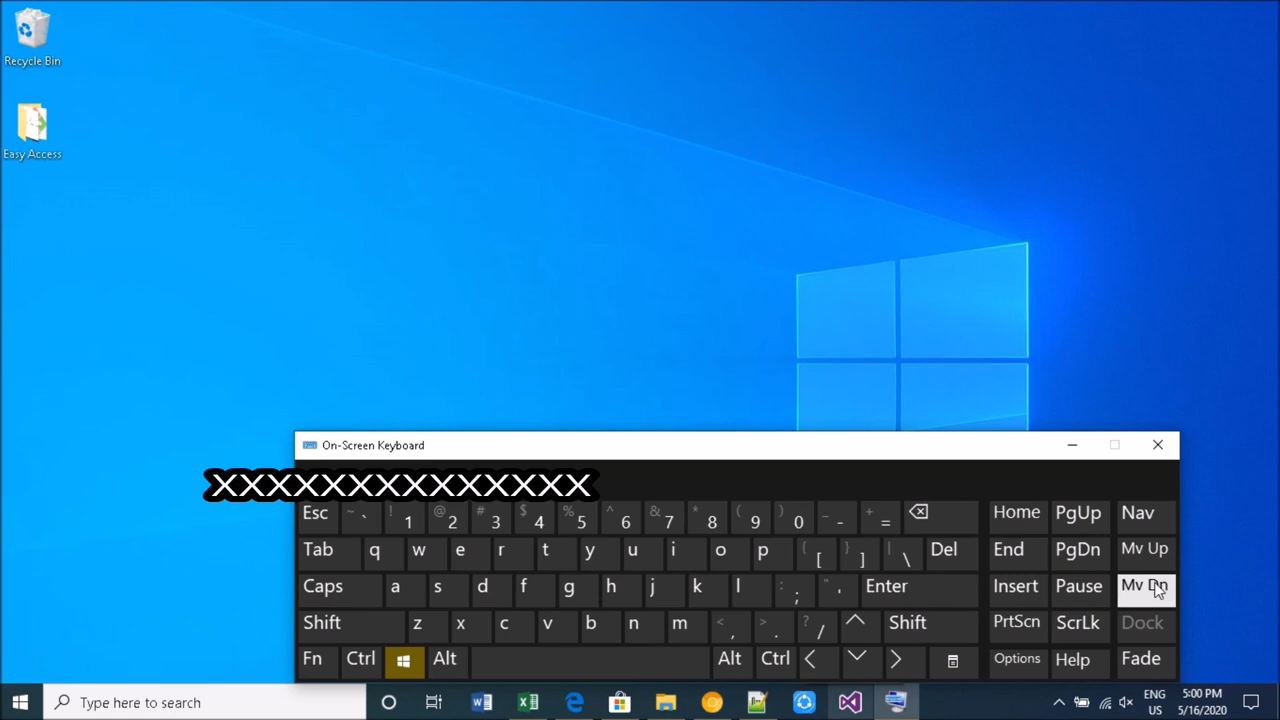 Recycle Bin
Easy Access
On-Screen Keyboard
XXXXXXXXXXXXXX
Esc ~ ` ! 1 @ 2 # 3 $ 4 % 5 ^ 6 & 7 * 8 ( 9 ) 0 _ - + = Home PgUp Nav
Tab q w e r t y u i o p { [ } ] | \ Del End PgDn Mv Up
Caps a s d f g h j k l : ; " ' Enter Insert Pause Mv Dn
Shift z x c v b n m < , > . ? / Shift PrtScn ScrLk Dock
Fn Ctrl Alt Alt Ctrl Options Help Fade
Type here to search
ENG 5:00 PM
US 5/16/2020